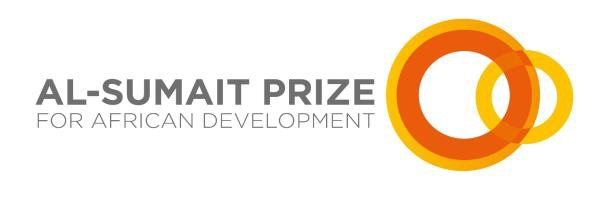 AL-SUMAIT PRIZE
FOR AFRICAN DEVELOPMENT